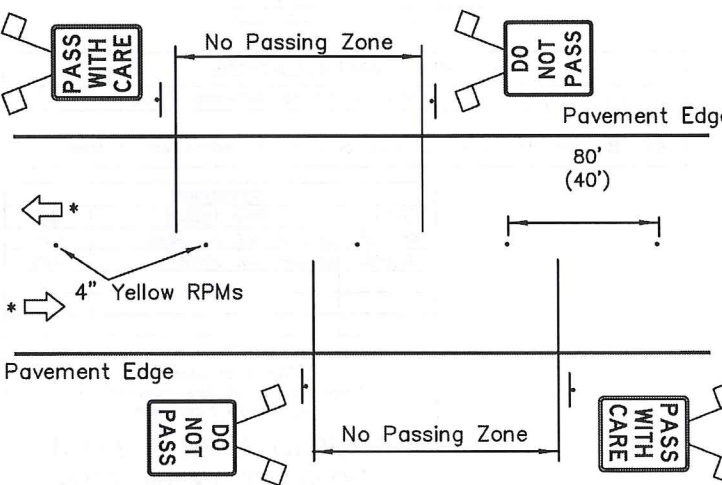 PASS
WITH
CARE
No Passing Zone
DO
NOT
PASS
Pavement Edge
80'
(40')
*
4" Yellow RPMs
*
Pavement Edge
DO
NOT
PASS
No Passing Zone
PASS
WITH
CARE